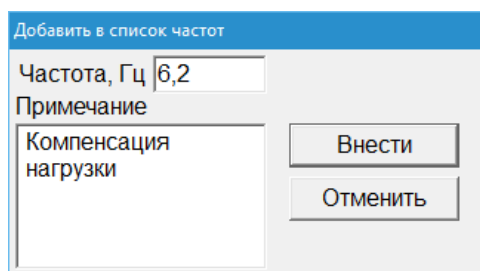 Добавить в список частот
Частота, Гц 6,2
Примечание
Компенсация
нагрузки
Внести
Отменить